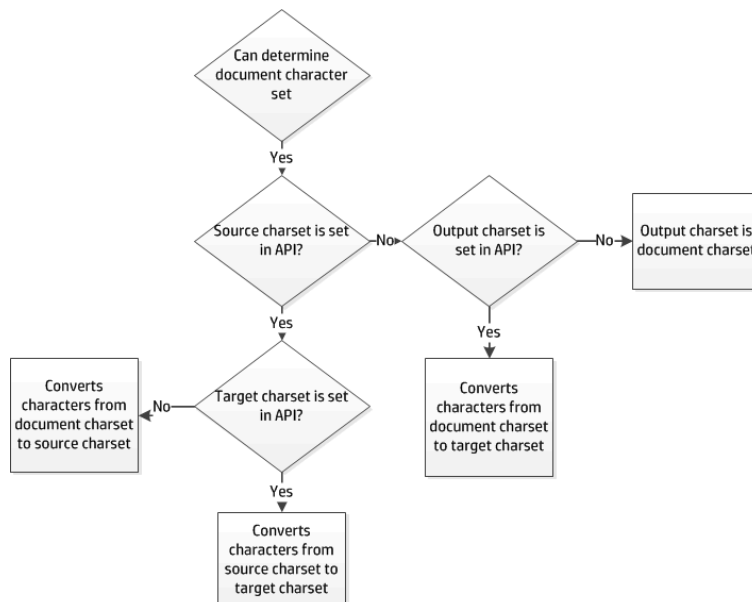 Can determine
document character
set
Yes
Source charset is set
in API?
No
Output charset is
set in API?
No
Output charset is
document charset
Yes
Yes
Converts
characters from
document charset
to source charset
No
Target charset is set
in API?
Converts
characters from
document charset
to target charset
Yes
Converts
characters from
source charset to
target charset